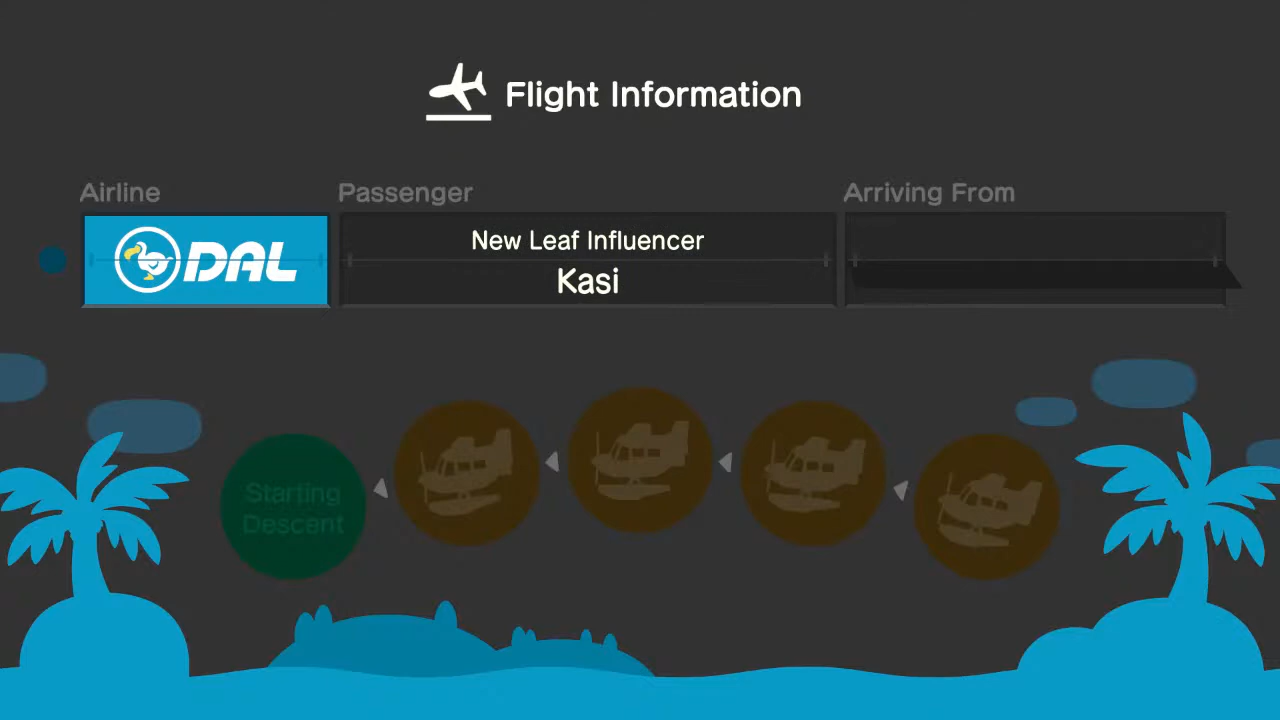 Flight Information
Airline
Passenger
Arriving From
DAL
New Leaf Influencer
Kasi
Starting
Descent